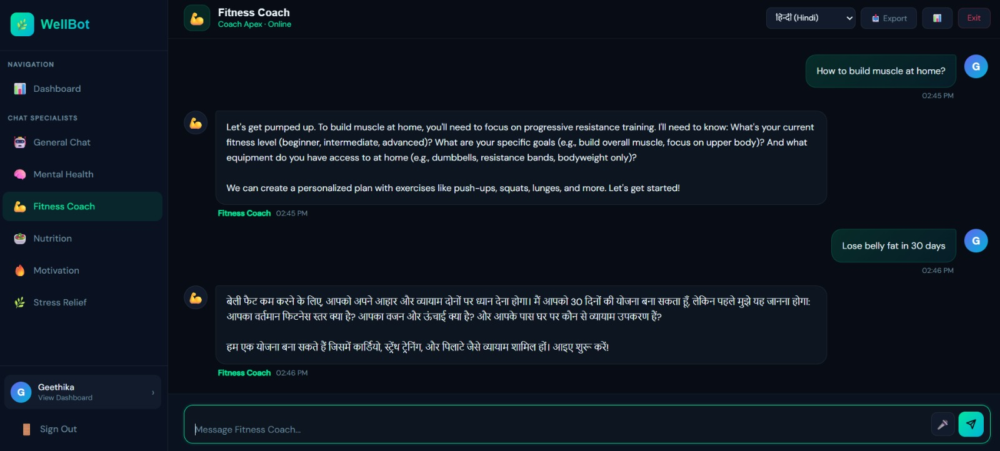 WellBot
NAVIGATION
Dashboard
CHAT SPECIALISTS
General Chat
Mental Health
Fitness Coach
Nutrition
Motivation
Stress Relief
G
Geethika
View Dashboard
Sign Out
Fitness Coach
Coach Apex · Online
हिन्दी (Hindi)
Export
Exit
How to build muscle at home?
G
02:45 PM
Let's get pumped up. To build muscle at home, you'll need to focus on progressive resistance training. I'll need to know: What's your current
fitness level (beginner, intermediate, advanced)? What are your specific goals (e.g., build overall muscle, focus on upper body)? And what
equipment do you have access to at home (e.g., dumbbells, resistance bands, bodyweight only)?
We can create a personalized plan with exercises like push-ups, squats, lunges, and more. Let's get started!
Fitness Coach 02:45 PM
Lose belly fat in 30 days
G
02:46 PM
बेली फैट कम करने के लिए, आपको अपने आहार और व्यायाम दोनों पर ध्यान देना होगा। मैं आपको 30 दिनों की योजना बना सकता हूँ, लेकिन पहले मुझे यह जानना होगा:
आपका वर्तमान फिटनेस स्तर क्या है? आपका वजन और ऊंचाई क्या है? और आपके पास घर पर कौन से व्यायाम उपकरण हैं?
हम एक योजना बना सकते हैं जिसमें कार्डियो, स्ट्रेंथ ट्रेनिंग, और पिलाटे जैसे व्यायाम शामिल हों। आइए शुरू करें!
Fitness Coach 02:46 PM
Message Fitness Coach...